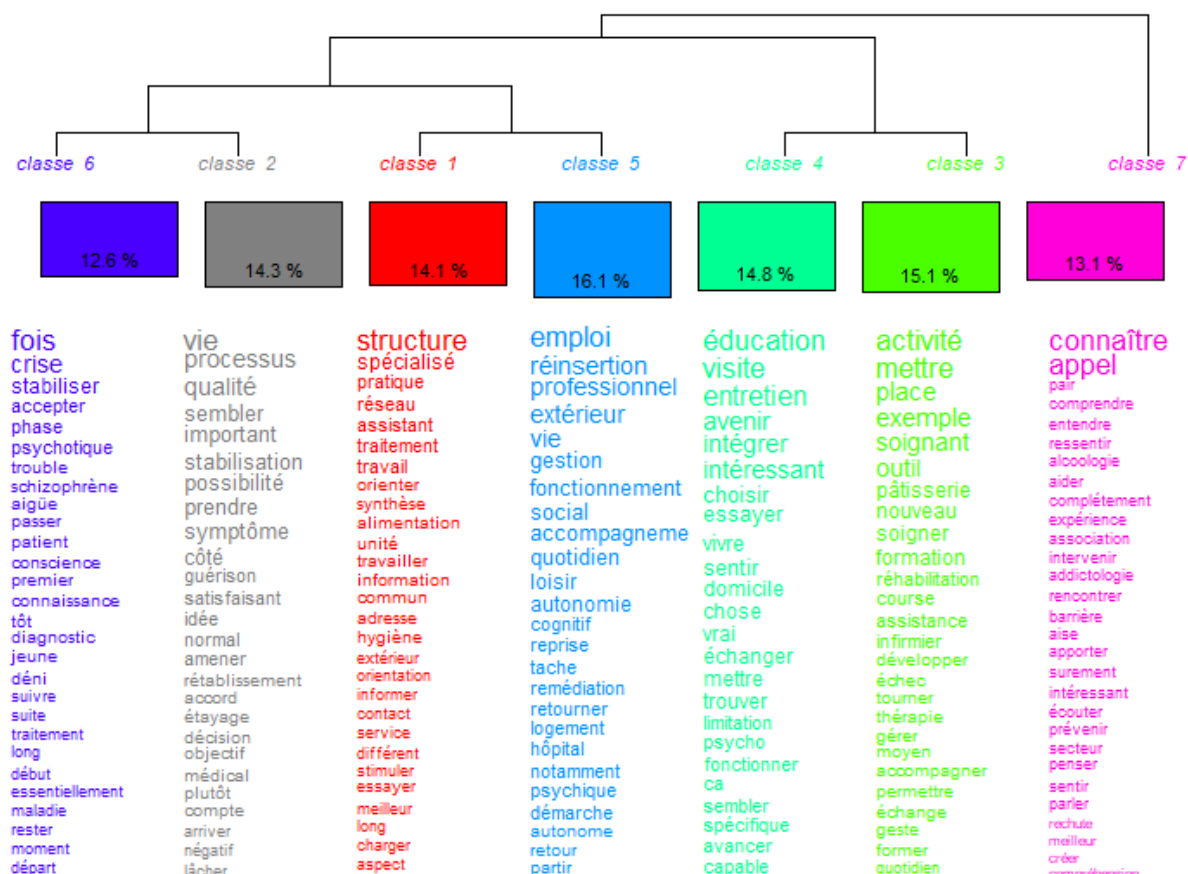 classe 6
classe 2
classe 1
classe 5
classe 4
classe 3
classe 7
12.6 %
14.3 %
14.1 %
16.1 %
14.8 %
15.1 %
13.1 %
fois
crise
stabiliser
accepter
phase
psychotique
trouble
schizophrène
aigüe
passer
patient
conscience
premier
connaissance
tôt
diagnostic
jeune
déni
suivre
suite
traitement
long
début
essentiellement
maladie
rester
moment
départ
vie
processus
qualité
sembler
important
stabilisation
possibilité
prendre
symptôme
côté
guérison
satisfaisant
idée
normal
amener
rétablissement
accord
étayage
décision
objectif
médical
plutôt
compte
arriver
négatif
lâcher
structure
spécialisé
pratique
réseau
assistant
traitement
travail
orienter
synthèse
alimentation
unité
travailler
information
commun
adresse
hygiène
extérieur
orientation
informer
contact
service
différent
stimuler
essayer
meilleur
long
charger
aspect
emploi
réinsertion
professionnel
extérieur
vie
gestion
fonctionnement
social
accompagneme
quotidien
loisir
autonomie
cognitif
reprise
tache
remédiation
retourner
logement
hôpital
notamment
psychique
démarche
autonome
retour
partir
éducation
visite
entretien
avenir
intégrer
intéressant
choisir
essayer
vivre
sentir
domicile
chose
vrai
échanger
mettre
trouver
limitation
psycho
fonctionner
ca
sembler
spécifique
avancer
capable
activité
mettre
place
exemple
soignant
outil
pâtisserie
nouveau
soigner
formation
réhabilitation
course
assistance
infirmier
développer
échec
tourner
thérapie
gérer
moyen
accompagner
permettre
échange
geste
former
quotidien
connaître
appel
pair
comprendre
entendre
ressentir
alcoologie
aider
complétement
expérience
association
intervenir
addictologie
rencontrer
barrière
aise
apporter
surement
intéressant
écouter
prévenir
secteur
penser
sentir
parler
rechute
meilleur
créer